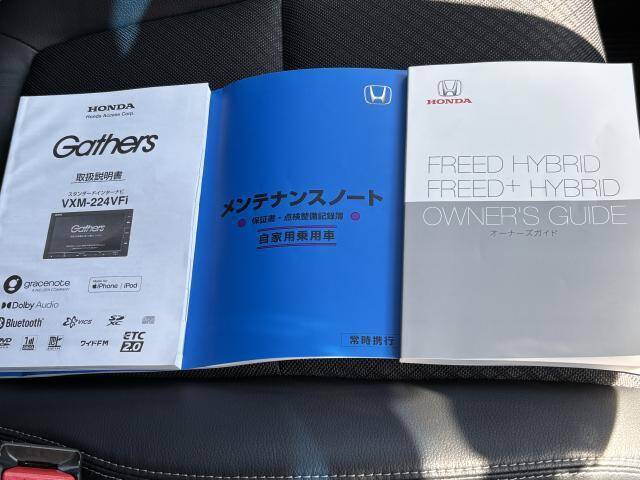 HONDA
Honda Access Corp.
Gathers
取扱説明書
スタンダードインターナビ
VXM-224VFi
Gathers
gracenote
Made for
iPhone | iPod
Dolby Audio
Bluetooth
VICS
SD
XC
ワイドFM
ETC
2.0
メンテナンスノート
保証書・点検整備記録簿
自家用乗用車
常時携行
HONDA
FREED HYBRID
FREED+ HYBRID
OWNER'S GUIDE
オーナーズガイド